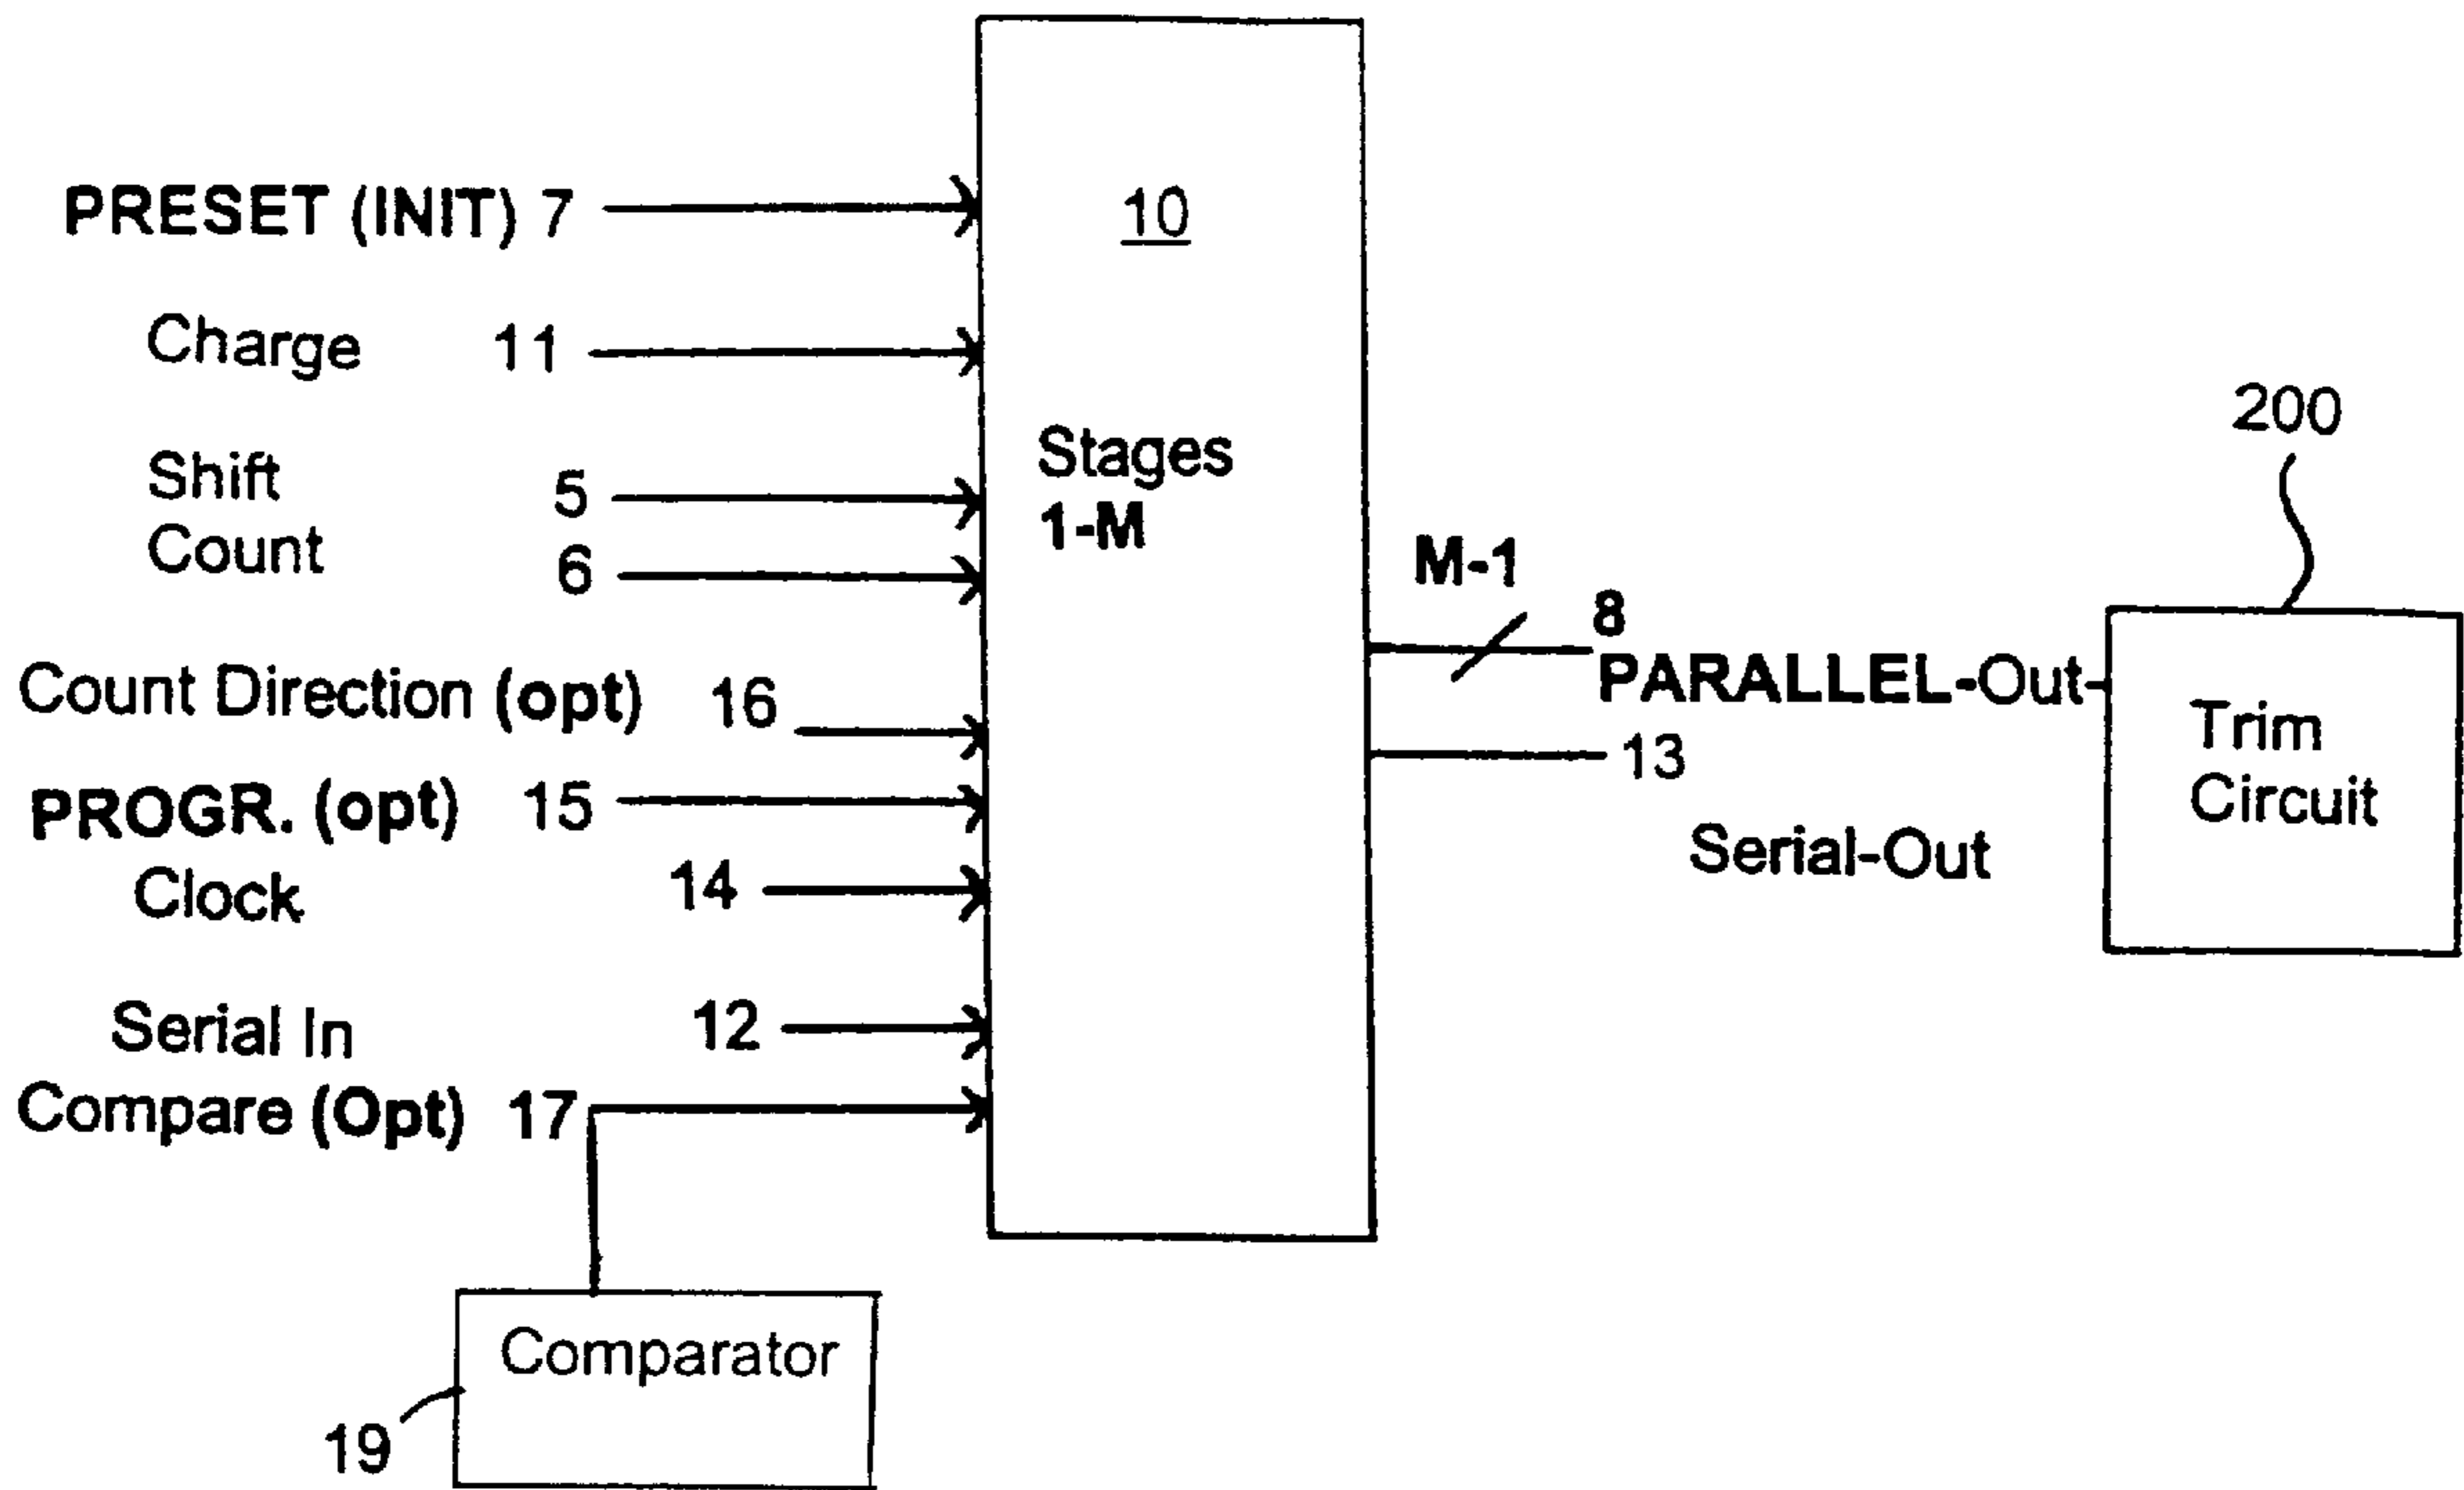 PRESET (INIT) 7
10
Charge 11
Shift 5
Count 6
Stages
1-M
Count Direction (opt) 16
PROGR. (opt) 15
Clock 14
Serial In 12
Compare (Opt) 17
Comparator
19
M-1
8
PARALLEL-Out-
13
Serial-Out
200
Trim
Circuit